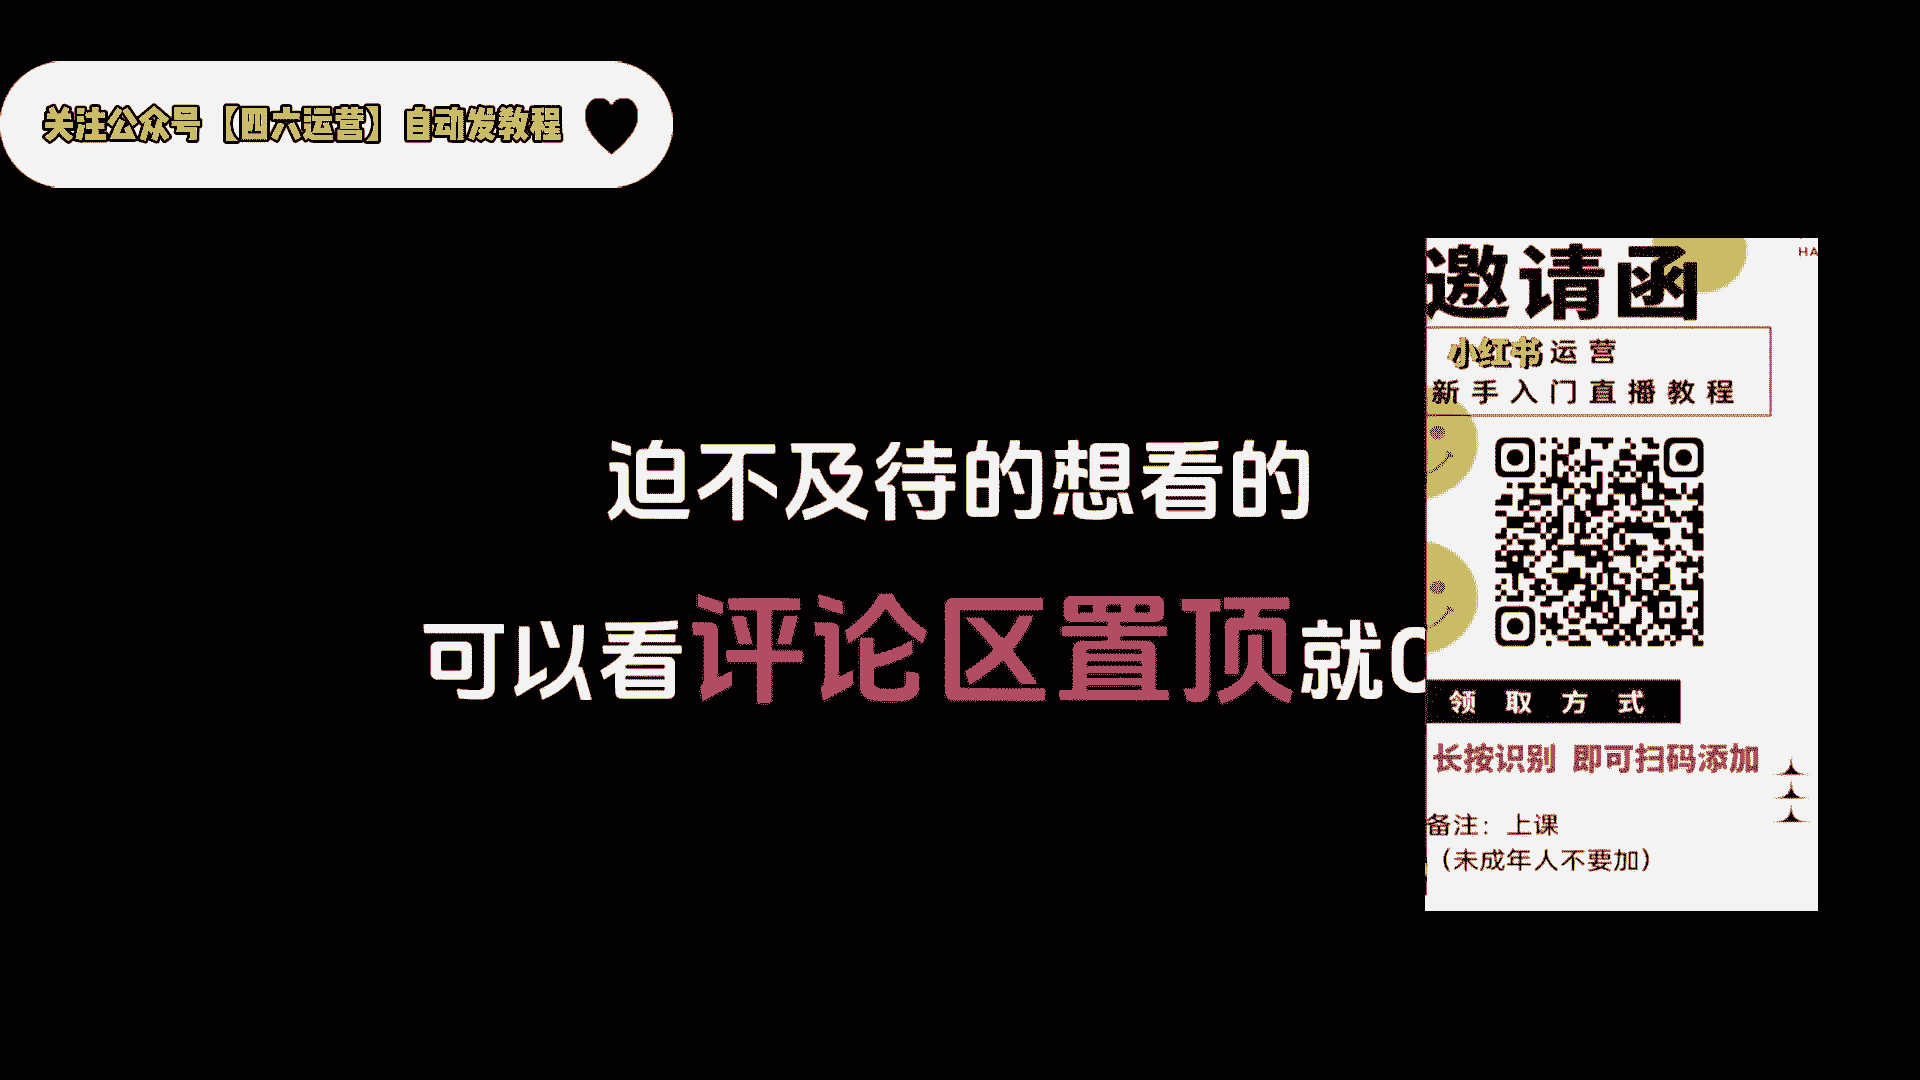 关注公众号【四六运营】自动发教程
迫不及待的想看的
可以看评论区置顶就
邀请函
HA
小红书运营
新手入门直播教程
领取方式
长按识别 即可扫码添加
备注：上课
（未成年人不要加）